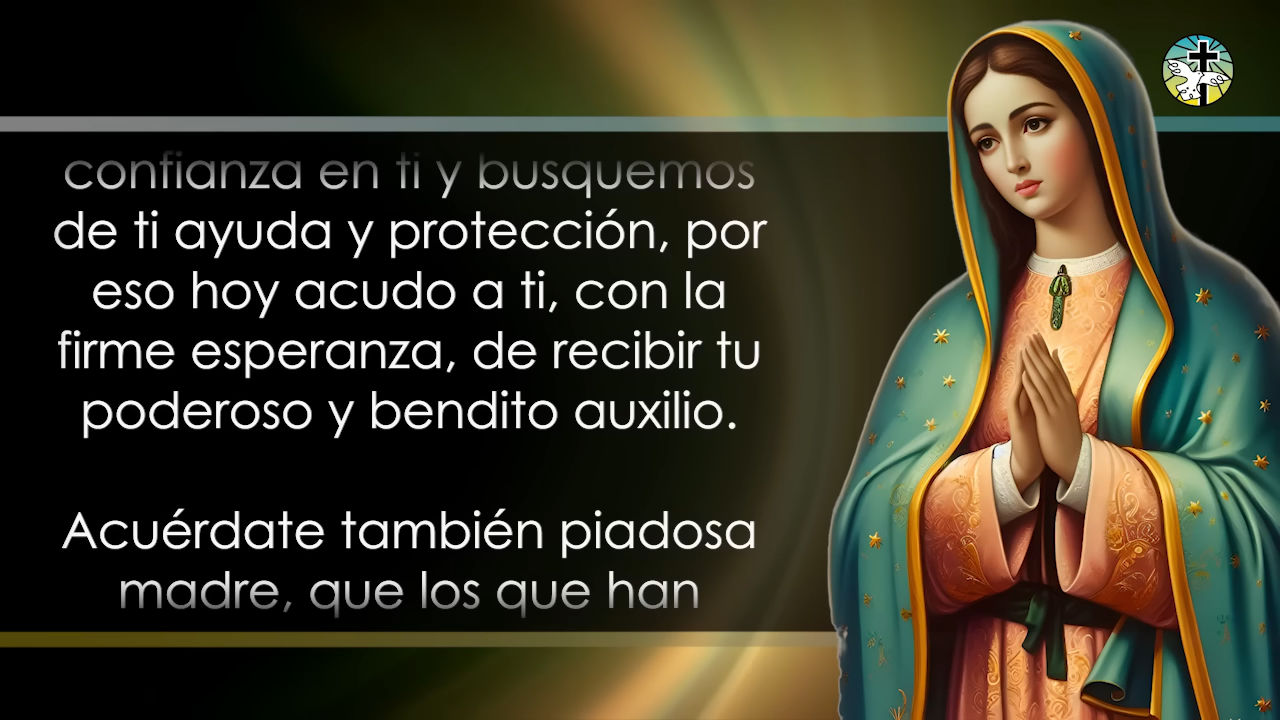 confianza en ti y busquemos
de ti ayuda y protección, por
eso hoy acudo a ti, con la
firme esperanza, de recibir tu
poderoso y bendito auxilio.
Acuérdate también piadosa
madre, que los que han